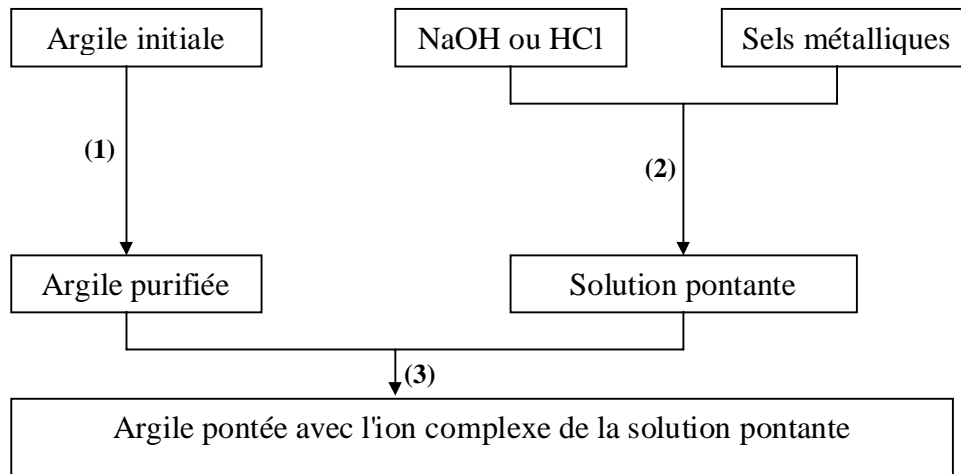 Argile initiale
NaOH ou HCl
Sels métalliques
(1)
(2)
Argile purifiée
Solution pontante
(3)
Argile pontée avec l'ion complexe de la solution pontante